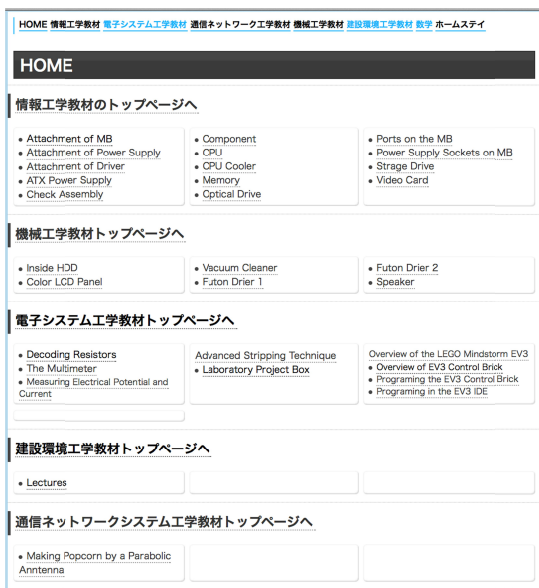 HOME 情報工学教材 電子システム工学教材 通信ネットワーク工学教材 機械工学教材 建設環境工学教材 数学 ホームステイ
HOME
情報工学教材のトップページへ
• Attachment of MB
• Attachment of Power Supply
• Attachment of Driver
• ATX Power Supply
• Check Assembly
• Component
• CPU
• CPU Cooler
• Memory
• Optical Drive
• Ports on the MB
• Power Supply Sockets on MB
• Strage Drive
• Video Card
機械工学教材トップページへ
• Inside HDD
• Color LCD Panel
• Vacuum Cleaner
• Futon Drier 1
• Futon Drier 2
• Speaker
電子システム工学教材トップページへ
• Decoding Resistors
• The Multimeter
• Measuring Electrical Potential and
Current
Advanced Stripping Technique
• Laboratory Project Box
Overview of the LEGO Mindstorm EV3
• Overview of EV3 Control Brick
• Programing the EV3 Control Brick
• Programing in the EV3 IDE
建設環境工学教材トップページへ
• Lectures
通信ネットワークシステム工学教材トップページへ
• Making Popcorn by a Parabolic
Anntenna